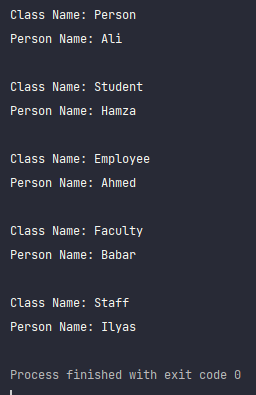 Class Name: Person
Person Name: Ali
Class Name: Student
Person Name: Hamza
Class Name: Employee
Person Name: Ahmed
Class Name: Faculty
Person Name: Babar
Class Name: Staff
Person Name: Ilyas
Process finished with exit code 0